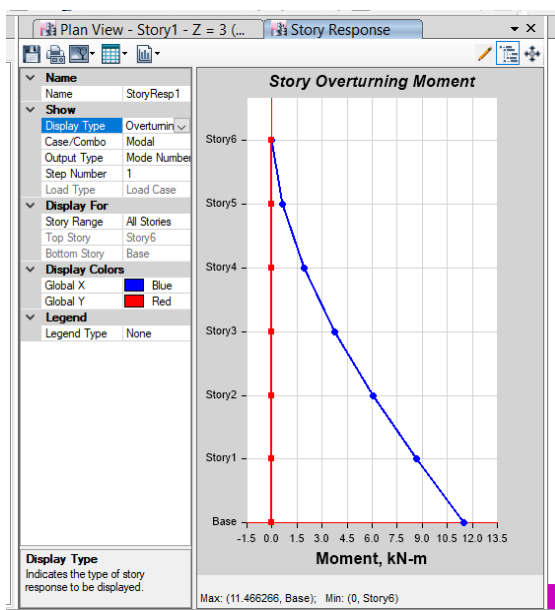 Plan View - Story1 - Z = 3 (...
Story Response
Name
Name StoryResp1
Show
Display Type Overturnin
Case/Combo Modal
Output Type Mode Number
Step Number 1
Load Type Load Case
Display For
Story Range All Stories
Top Story Story6
Bottom Story Base
Display Colors
Global X Blue
Global Y Red
Legend
Legend Type None
Display Type
Indicates the type of story
response to be displayed.
Story Overturning Moment
Story6
Story5
Story4
Story3
Story2
Story1
Base
-1.5 0.0 1.5 3.0 4.5 6.0 7.5 9.0 10.5 12.0 13.5
Moment, kN-m
Max: (11.466266, Base); Min: (0, Story6)